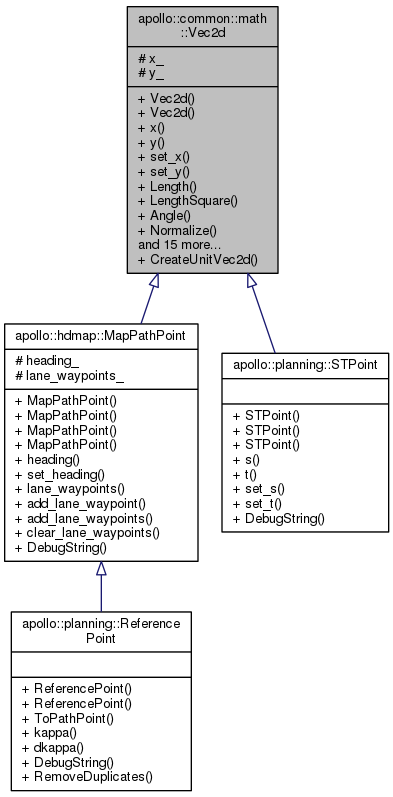 apollo::common::math
::Vec2d
# x_
# y_
+ Vec2d()
+ Vec2d()
+ x()
+ y()
+ set_x()
+ set_y()
+ Length()
+ LengthSquare()
+ Angle()
+ Normalize()
and 15 more...
+ CreateUnitVec2d()
apollo::hdmap::MapPathPoint
# heading_
# lane_waypoints_
+ MapPathPoint()
+ MapPathPoint()
+ MapPathPoint()
+ MapPathPoint()
+ heading()
+ set_heading()
+ lane_waypoints()
+ add_lane_waypoint()
+ add_lane_waypoints()
+ clear_lane_waypoints()
+ DebugString()
apollo::planning::STPoint
+ STPoint()
+ STPoint()
+ STPoint()
+ s()
+ t()
+ set_s()
+ set_t()
+ DebugString()
apollo::planning::Reference
Point
+ ReferencePoint()
+ ReferencePoint()
+ ToPathPoint()
+ kappa()
+ dkappa()
+ DebugString()
+ RemoveDuplicates()